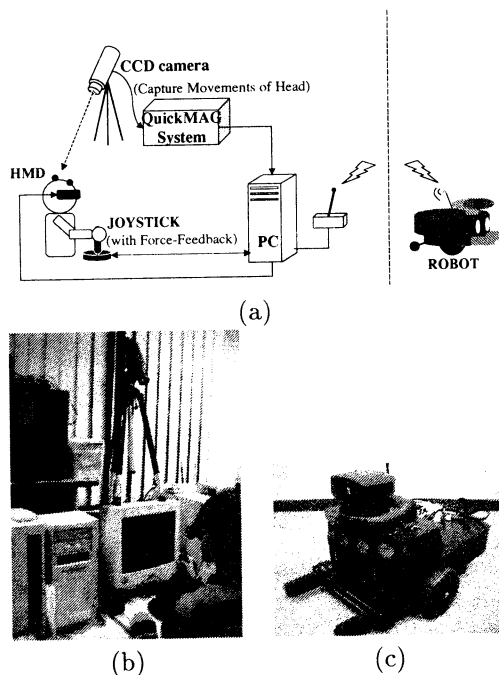 CCD camera
(Capture Movements of Head)
QuickMAG
System
HMD
JOYSTICK
(with Force-Feedback)
PC
ROBOT
(a)
(b)
(c)